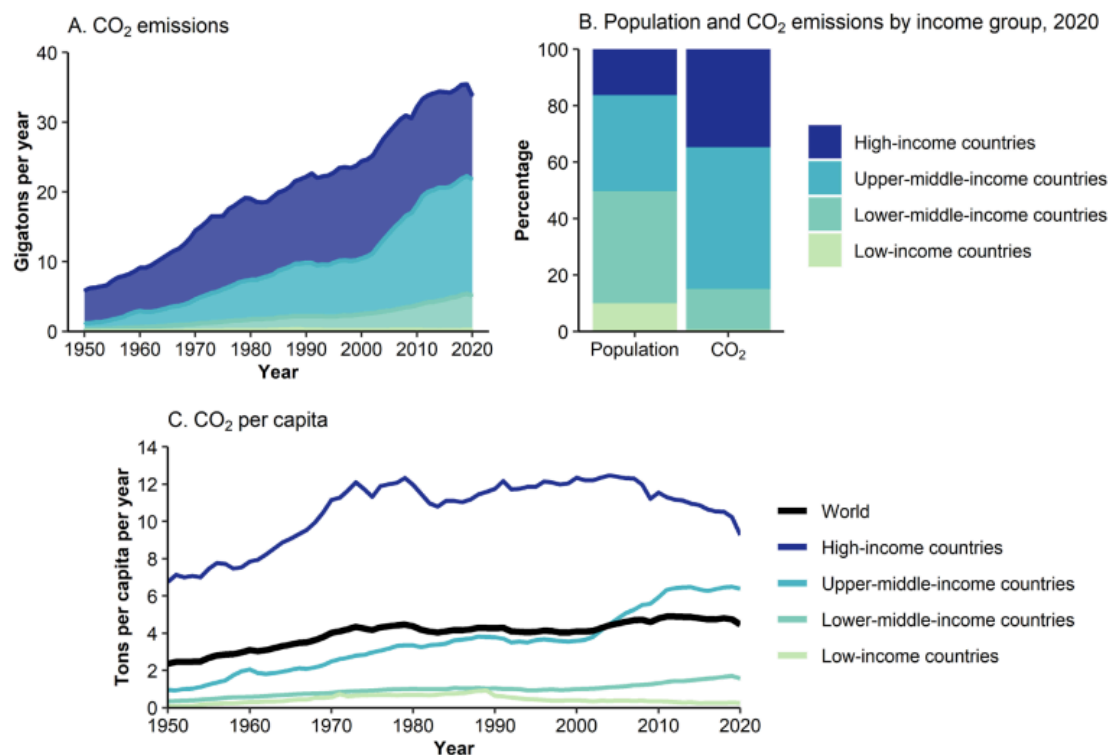 A. CO₂ emissions
40
30
20
10
0
Gigatons per year
1950 1960 1970 1980 1990 2000 2010 2020
Year
B. Population and CO₂ emissions by income group, 2020
100
80
60
40
20
0
Percentage
Population CO₂
High-income countries
Upper-middle-income countries
Lower-middle-income countries
Low-income countries
C. CO₂ per capita
14
12
10
8
6
4
2
0
Tons per capita per year
1950 1960 1970 1980 1990 2000 2010 2020
Year
World
High-income countries
Upper-middle-income countries
Lower-middle-income countries
Low-income countries